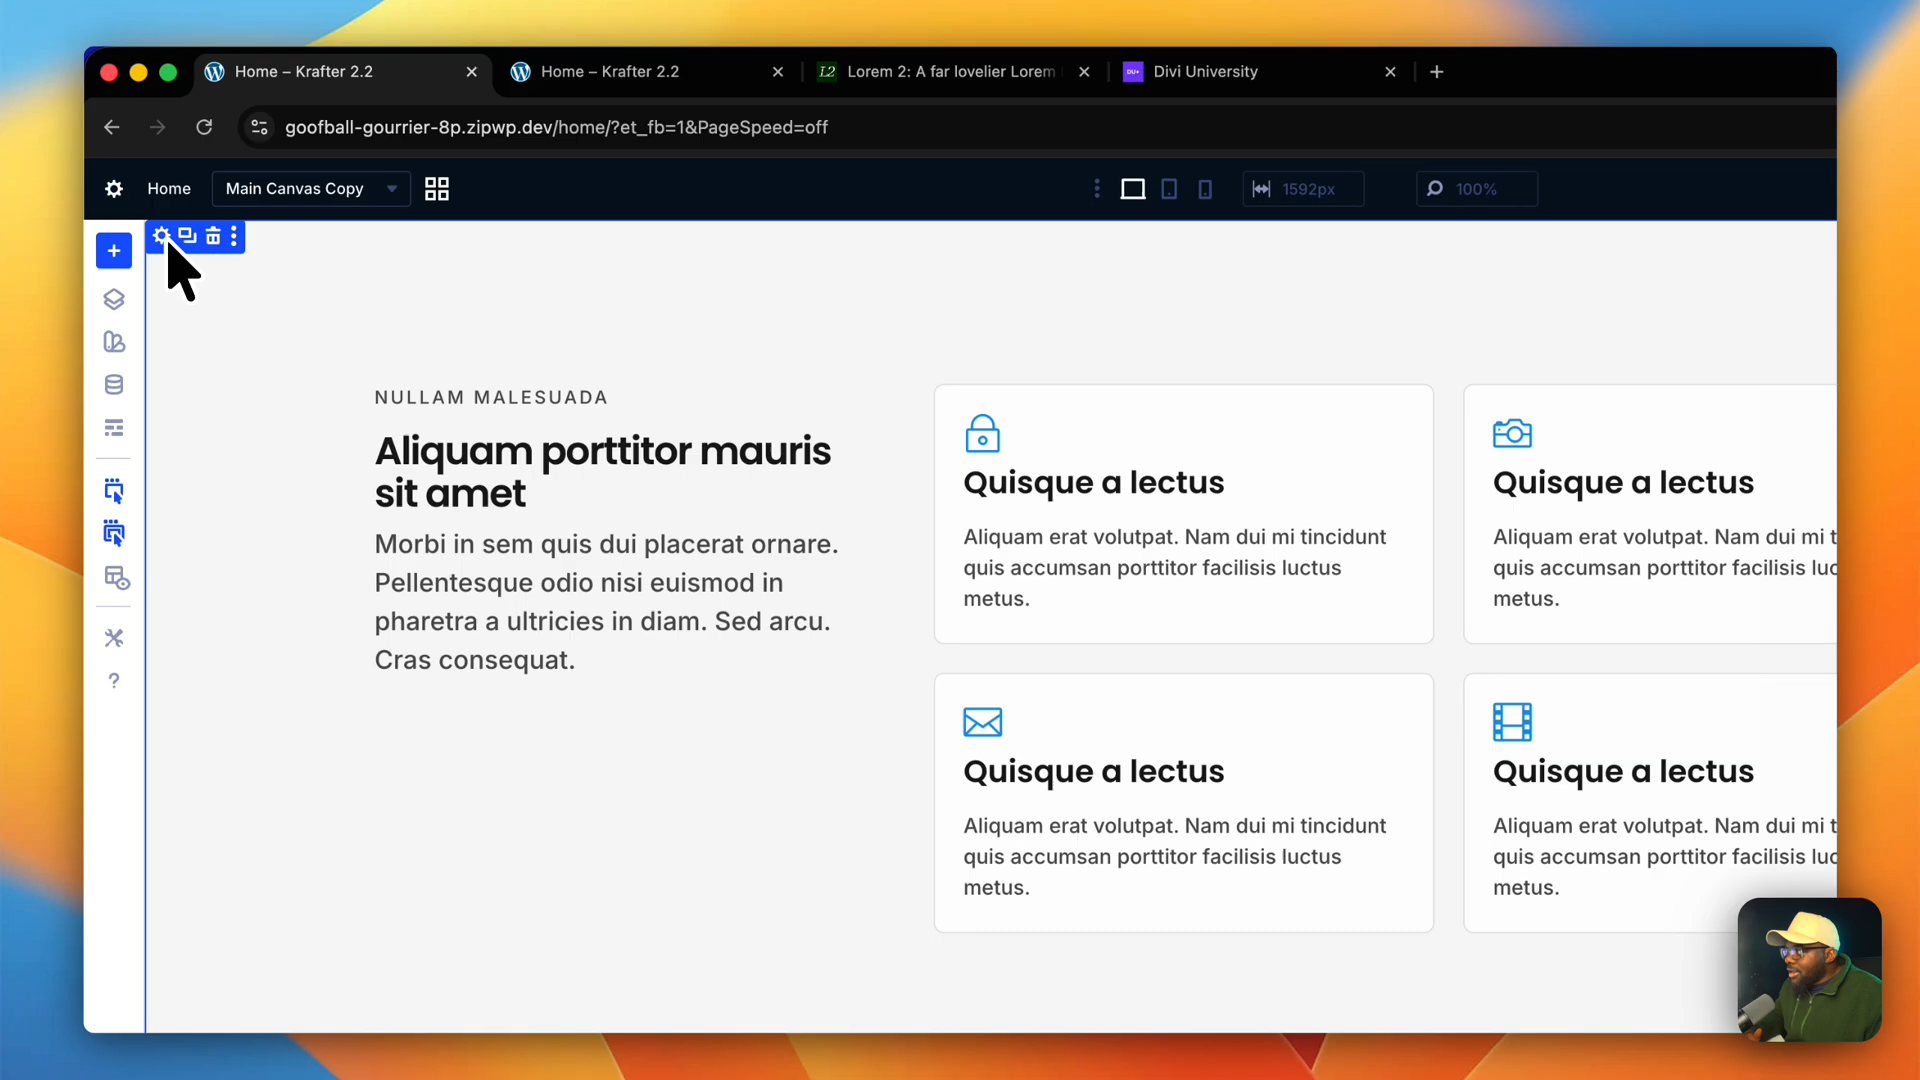 Home – Krafter 2.2
Home – Krafter 2.2
L2
Lorem 2: A far lovelier Lorem
DU+
Divi University
goofball-gourrier-8p.zipwp.dev/home/?et_fb=1&PageSpeed=off
Home
Main Canvas Copy
1592px
100%
NULLAM MALESUADA
Aliquam porttitor mauris
sit amet
Morbi in sem quis dui placerat ornare.
Pellentesque odio nisi euismod in
pharetra a ultricies in diam. Sed arcu.
Cras consequat.
Quisque a lectus
Aliquam erat volutpat. Nam dui mi tincidunt
quis accumsan porttitor facilisis luctus
metus.
Quisque a lectus
Aliquam erat volutpat. Nam dui mi t
quis accumsan porttitor facilisis luc
metus.
Quisque a lectus
Aliquam erat volutpat. Nam dui mi tincidunt
quis accumsan porttitor facilisis luctus
metus.
Quisque a lectus
Aliquam erat volutpat. Nam dui mi t
quis accumsan porttitor facilisis luc
metus.